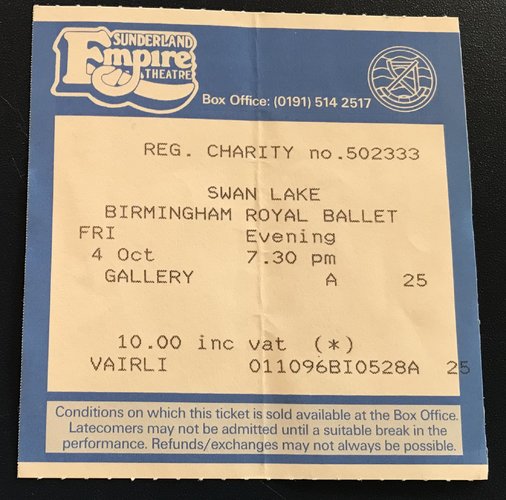 SUNDERLAND
Empire
THEATRE
Box Office: (0191) 514 2517
REG. CHARITY no.502333
SWAN LAKE
BIRMINGHAM ROYAL BALLET
FRI Evening
4 Oct 7.30 pm
GALLERY A 25
10.00 inc vat (*)
VAIRLI 011096BI0528A 25
Conditions on which this ticket is sold available at the Box Office.
Latecomers may not be admitted until a suitable break in the
performance. Refunds/exchanges may not always be possible.